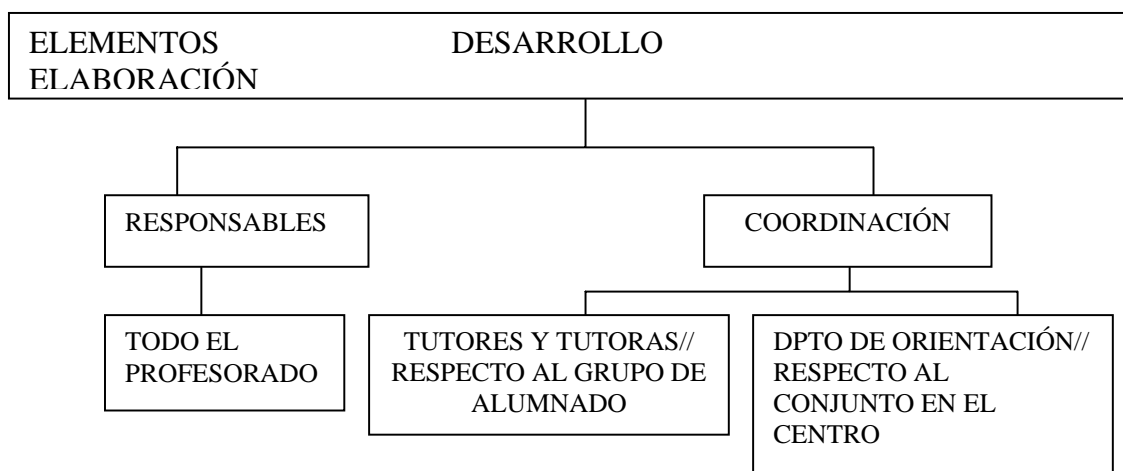 ELEMENTOS DESARROLLO
ELABORACIÓN
RESPONSABLES
COORDINACIÓN
TODO EL
PROFESORADO
TUTORES Y TUTORAS//
RESPECTO AL GRUPO DE
ALUMNADO
DPTO DE ORIENTACIÓN//
RESPECTO AL
CONJUNTO EN EL
CENTRO